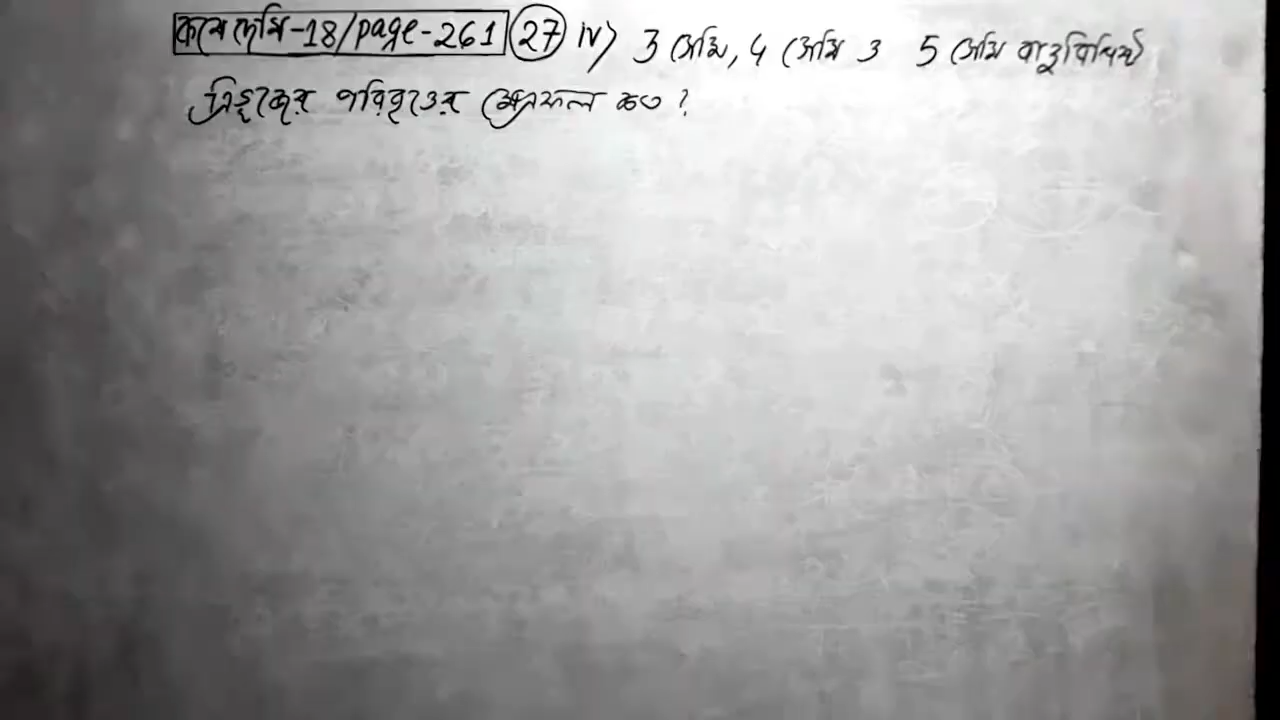 কষে দেখি-18/page-261 27 iv) 3 সেমি, 4 সেমি ও 5 সেমি বাহুবিশিষ্ট
ত্রিভুজের পরিবৃত্তের ক্ষেত্রফল কত ?